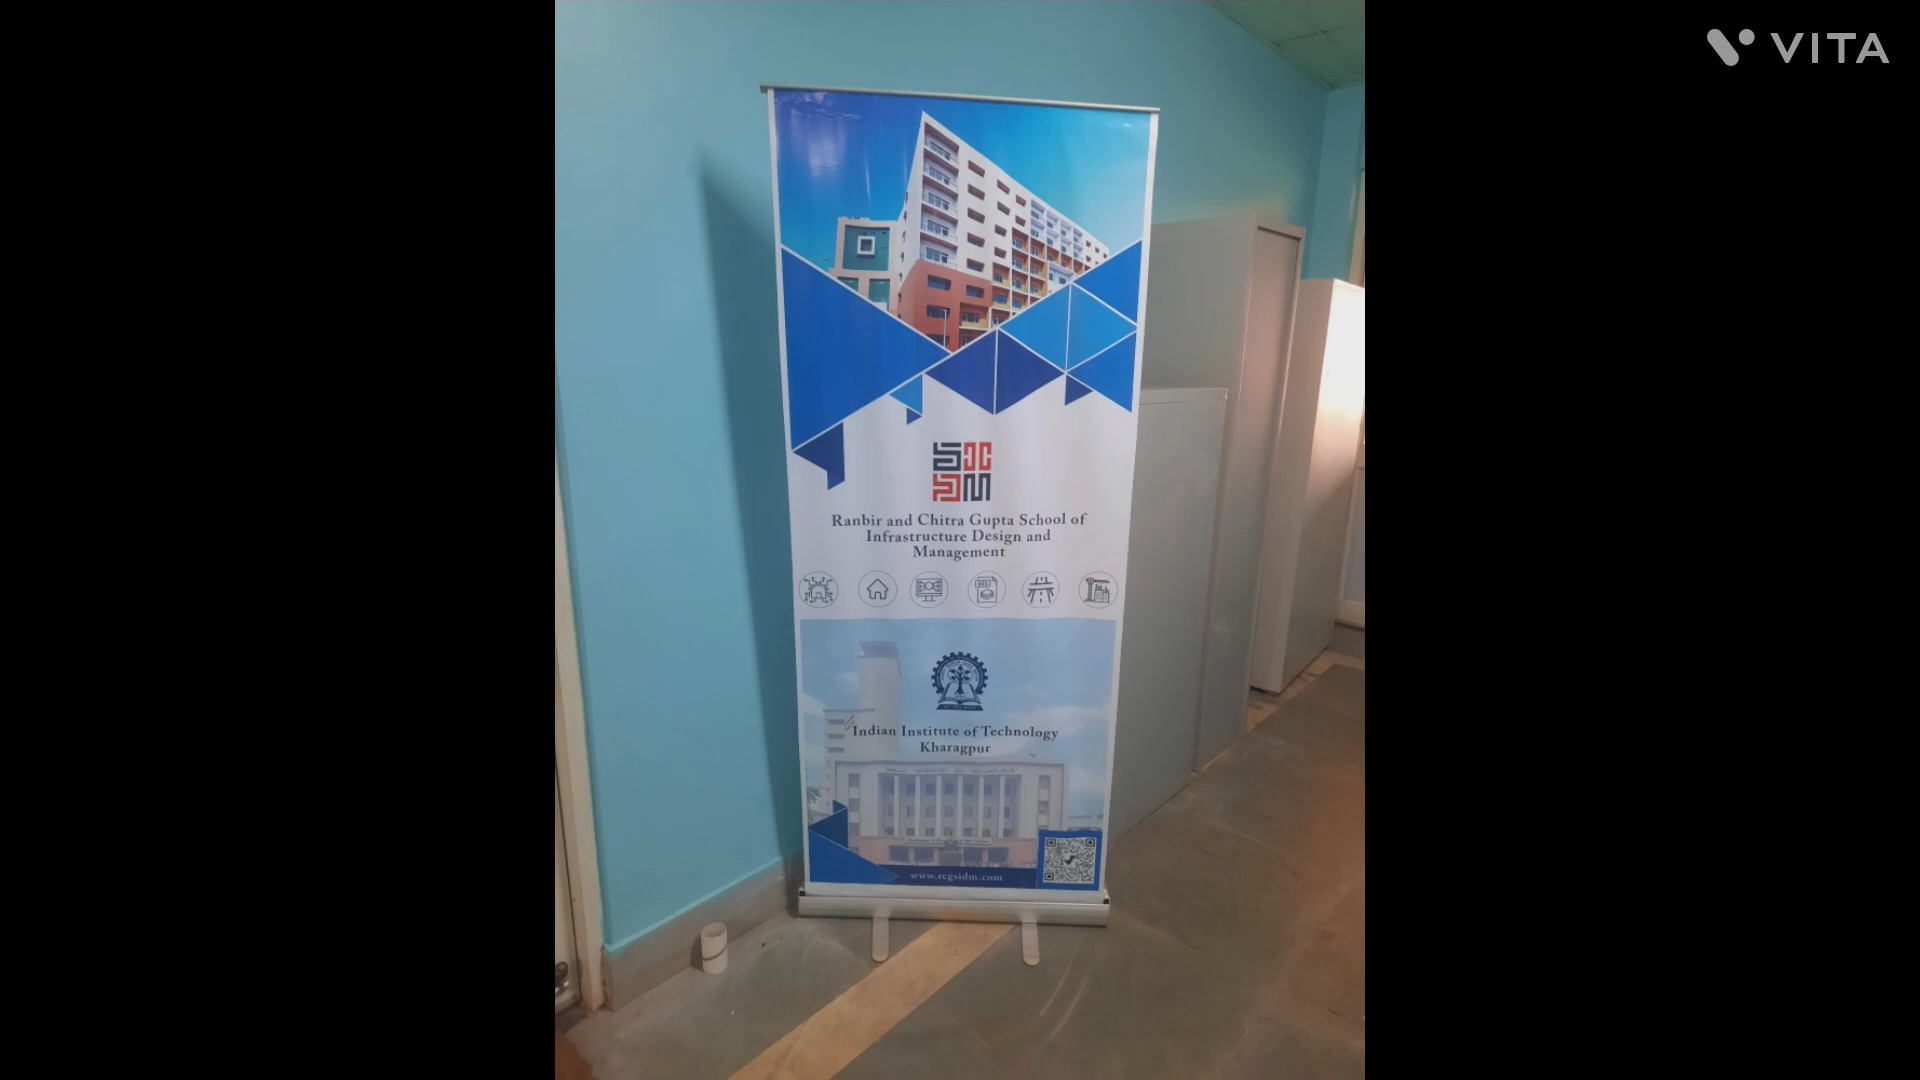 VITA
Ranbir and Chitra Gupta School of
Infrastructure Design and
Management
Indian Institute of Technology
Kharagpur
www.rcgsidm.com